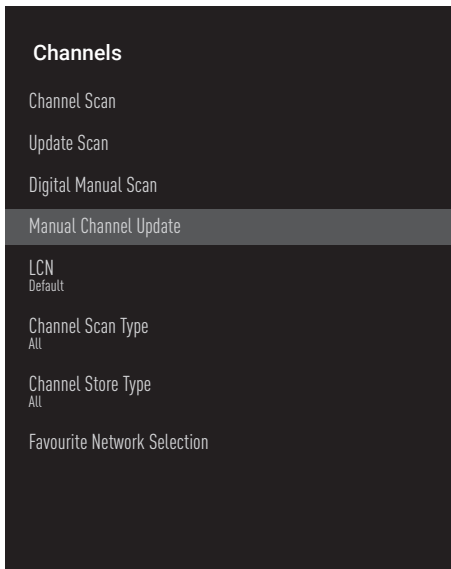 Channels
Channel Scan
Update Scan
Digital Manual Scan
Manual Channel Update
LCN
Default
Channel Scan Type
All
Channel Store Type
All
Favourite Network Selection